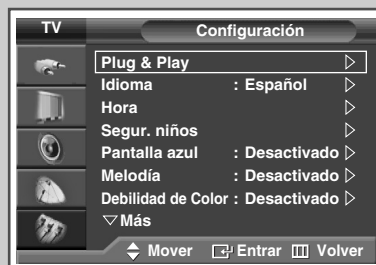 TV Configuración
Plug & Play
Idioma : Español
Hora
Segur. niños
Pantalla azul : Desactivado
Melodía : Desactivado
Debilidad de Color : Desactivado
Más
Mover Entrar Volver